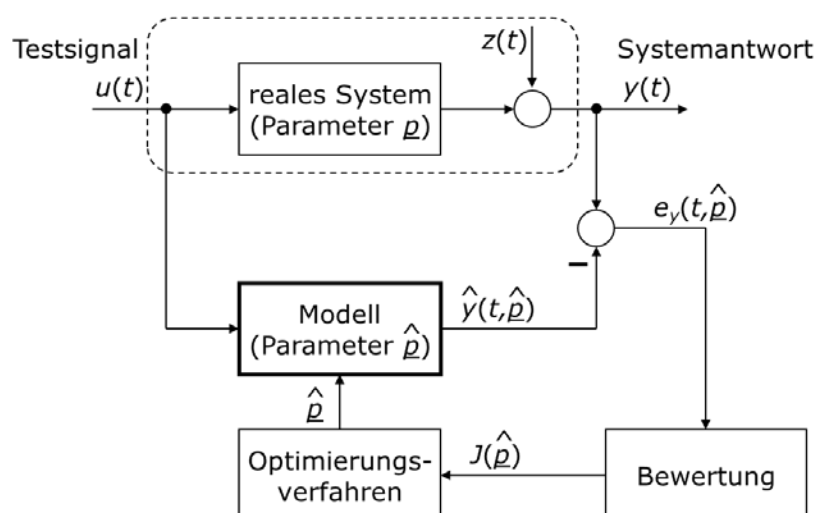 Testsignal
z(t)
Systemantwort
u(t)
reales System
(Parameter p̲)
y(t)
e_y(t,p̲̂)
−
Modell
(Parameter p̲̂)
ŷ(t,p̲̂)
p̲̂
Optimierungs-
verfahren
J(p̲̂)
Bewertung